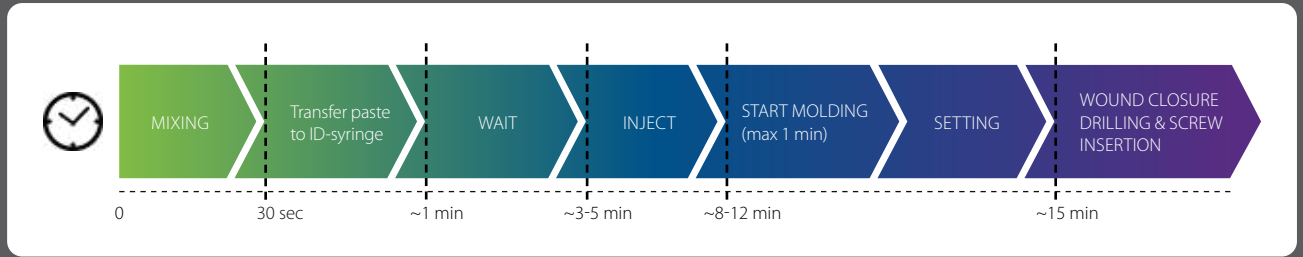 MIXING
Transfer paste
to ID-syringe
WAIT
INJECT
START MOLDING
(max 1 min)
SETTING
WOUND CLOSURE
DRILLING & SCREW
INSERTION
0
30 sec
~1 min
~3-5 min
~8-12 min
~15 min